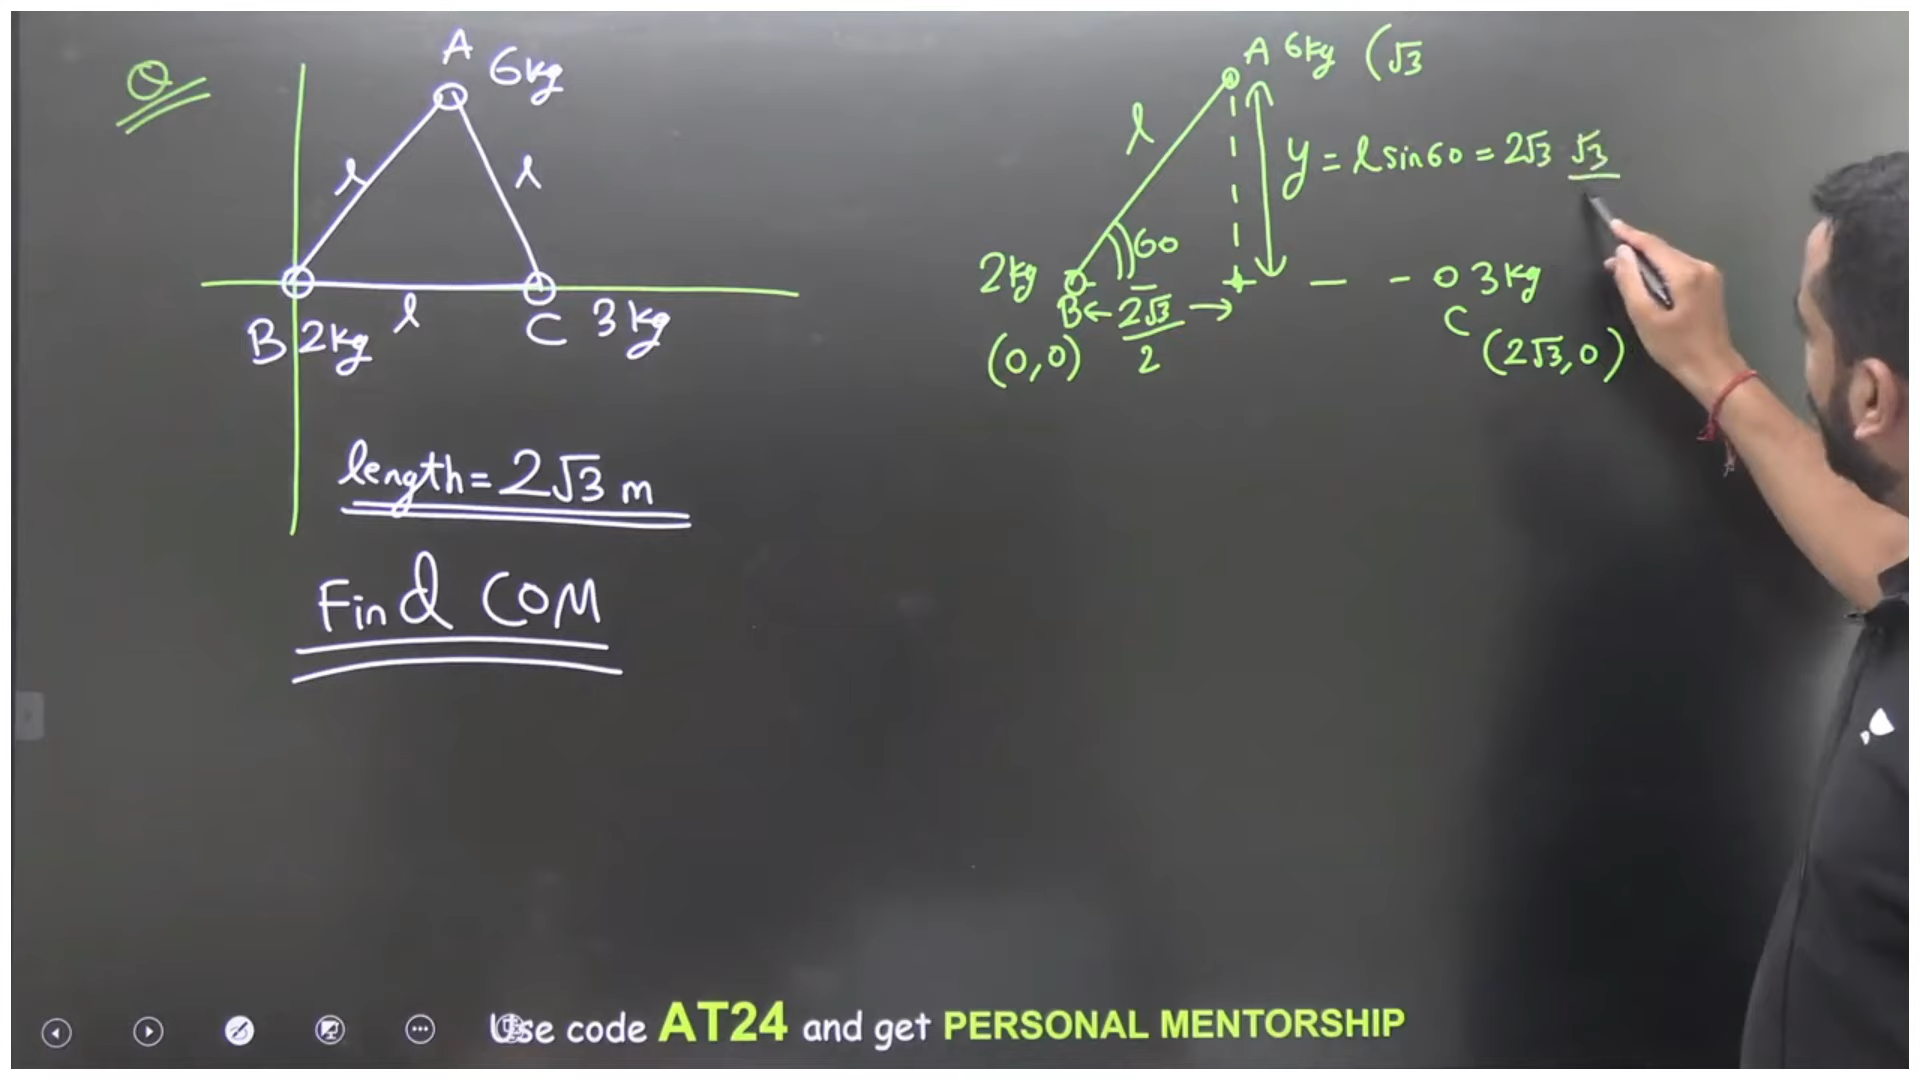 Q
A 6kg
l
l
l
B 2kg
C 3kg
length = 2√3 m
Find COM
A 6kg (√3
l
y = l sin60 = 2√3 √3
60
2kg
B
2√3
2
(0,0)
3kg
C
(2√3,0)
Use code AT24 and get PERSONAL MENTORSHIP